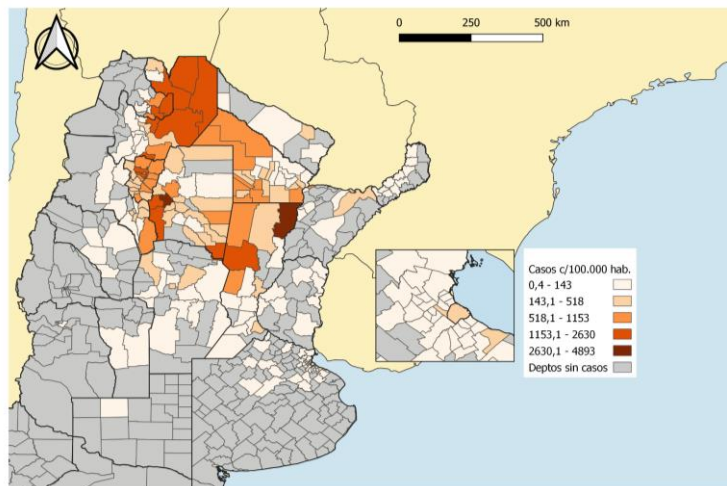 0 250 500 km
Casos c/100.000 hab.
0,4 - 143
143,1 - 518
518,1 - 1153
1153,1 - 2630
2630,1 - 4893
Deptos sin casos